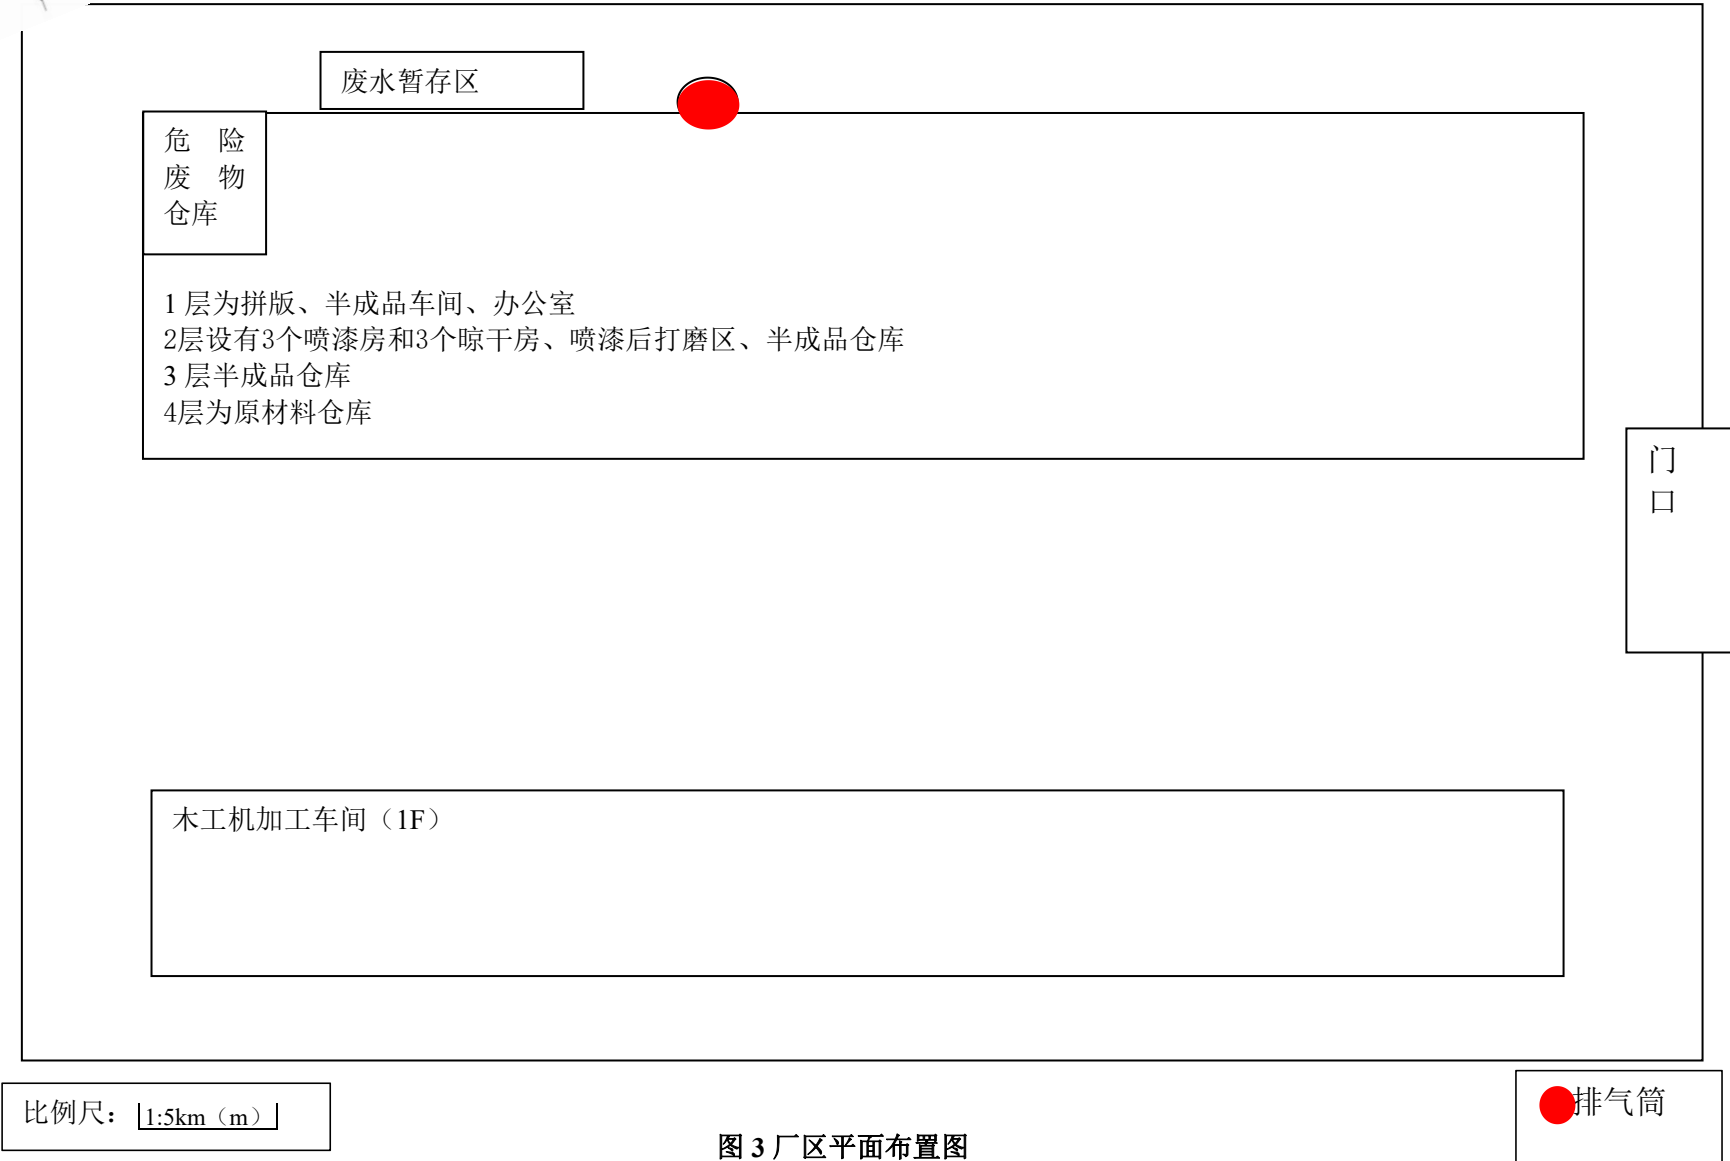 废水暂存区
危 险
废 物
仓库
1 层为拼版、半成品车间、办公室
2层设有3个喷漆房和3个晾干房、喷漆后打磨区、半成品仓库
3 层半成品仓库
4层为原材料仓库
门
口
木工机加工车间（1F）
比例尺： 1:5km（m）
排气筒
图 3 厂区平面布置图